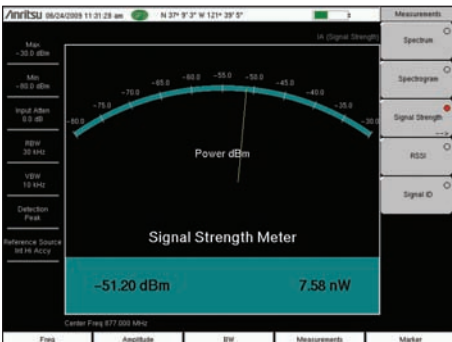 Anritsu 06/24/2009 11:31:29 am N 37° 9' 3" W 121° 39' 5"
Measurements
IA (Signal Strength)
Max
-30.0 dBm
Min
-80.0 dBm
Input Atten
0.0 dB
RBW
30 kHz
VBW
10 kHz
Detection
Peak
Reference Source
Int Hi Accy
-80.0 -75.0 -70.0 -65.0 -60.0 -55.0 -50.0 -45.0 -40.0 -35.0 -30.0
Power dBm
Signal Strength Meter
-51.20 dBm 7.58 nW
Center Freq 877.000 MHz
Spectrum
Spectrogram
Signal Strength
-->
RSSI
Signal ID
Freq Amplitude BW Measurements Marker